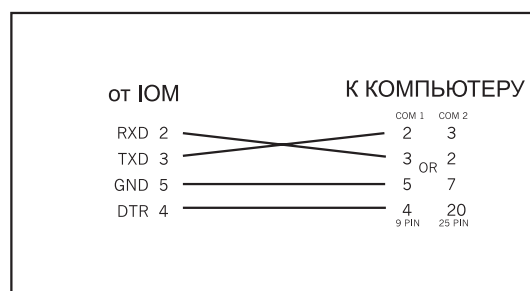 от IOM К КОМПЬЮТЕРУ
COM 1 COM 2
RXD 2 2 3
TXD 3 3 OR 2
GND 5 5 7
DTR 4 4 20
9 PIN 25 PIN